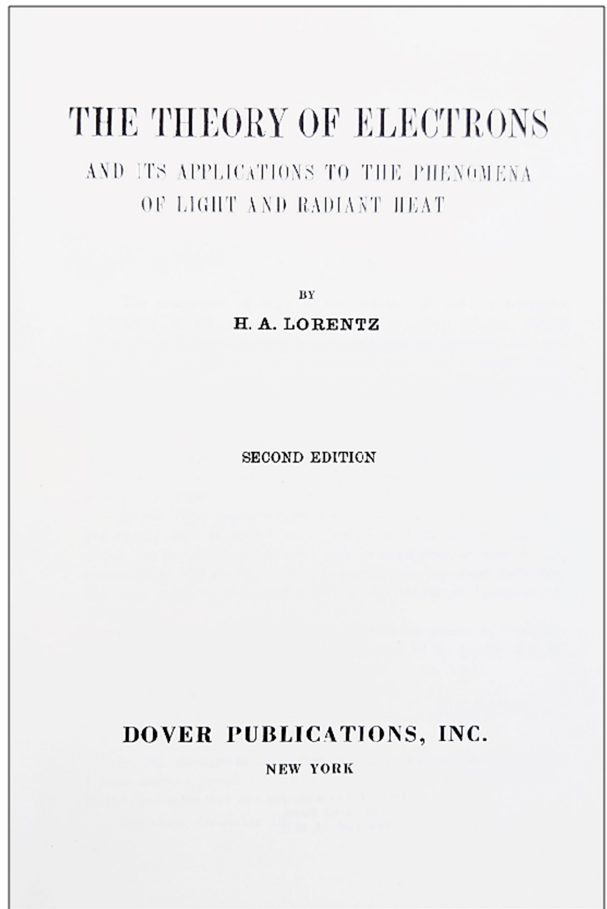 THE THEORY OF ELECTRONS
AND ITS APPLICATIONS TO THE PHENOMENA
OF LIGHT AND RADIANT HEAT
BY
H. A. LORENTZ
SECOND EDITION
DOVER PUBLICATIONS, INC.
NEW YORK